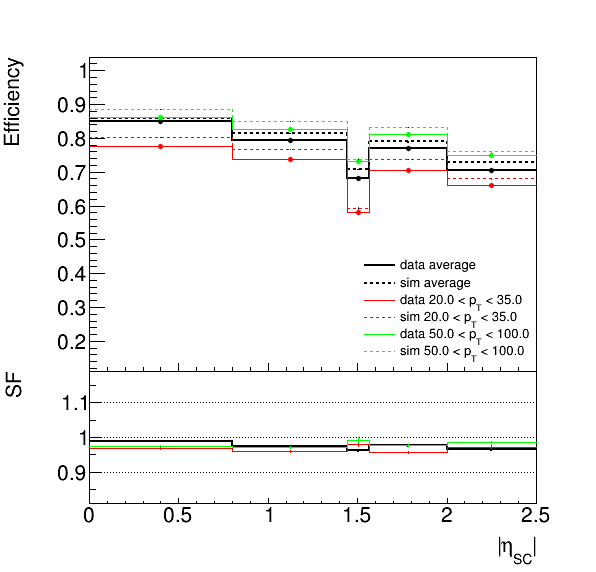 Efficiency
1
0.9
0.8
0.7
0.6
0.5
0.4
0.3
0.2
data average
sim average
data 20.0 < p_T < 35.0
sim 20.0 < p_T < 35.0
data 50.0 < p_T < 100.0
sim 50.0 < p_T < 100.0
SF
1.1
1
0.9
0 0.5 1 1.5 2 2.5
|η_SC|